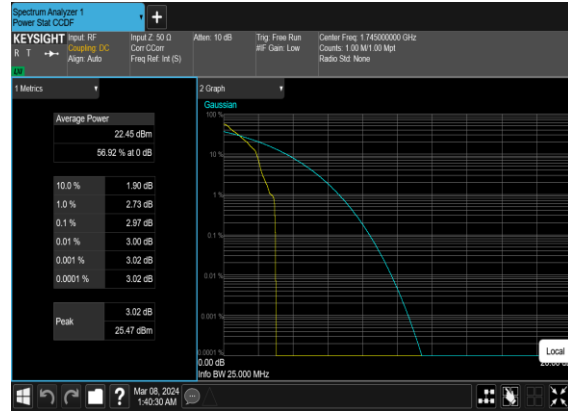 Spectrum Analyzer 1
Power Stat CCDF
KEYSIGHT
R T
LXI
Input: RF
Coupling: DC
Align: Auto
Input Z: 50 Ω
Corr CCorr
Freq Ref: Int (S)
Atten: 10 dB
Trig: Free Run
#IF Gain: Low
Center Freq: 1.745000000 GHz
Counts: 1.00 M/1.00 Mpt
Radio Std: None
1 Metrics
Average Power
22.45 dBm
56.92 % at 0 dB
10.0 % 1.90 dB
1.0 % 2.73 dB
0.1 % 2.97 dB
0.01 % 3.00 dB
0.001 % 3.02 dB
0.0001 % 3.02 dB
Peak
3.02 dB
25.47 dBm
2 Graph
Gaussian
100 %
10 %
1 %
0.1 %
0.01 %
0.001 %
0.0001 %
0.00 dB
Info BW 25.000 MHz
Local
?
Mar 08, 2024
1:40:30 AM